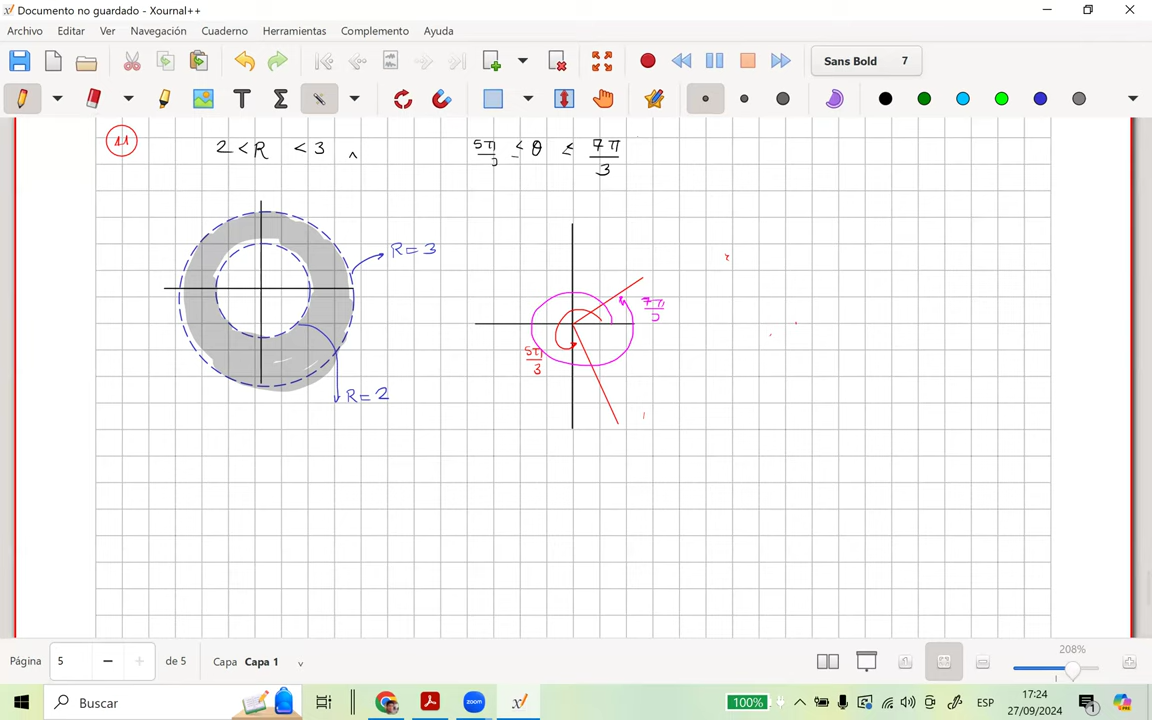 Documento no guardado - Xournal++
Archivo Editar Ver Navegación Cuaderno Herramientas Complemento Ayuda
Sans Bold 7
11 2 < R < 3 ^ 5π/3 ≤ θ ≤ 7π/3
R = 3
7π/3
5π/3
R = 2
Página 5 de 5 Capa Capa 1 208%
Buscar 100% ESP 17:24
27/09/2024 1